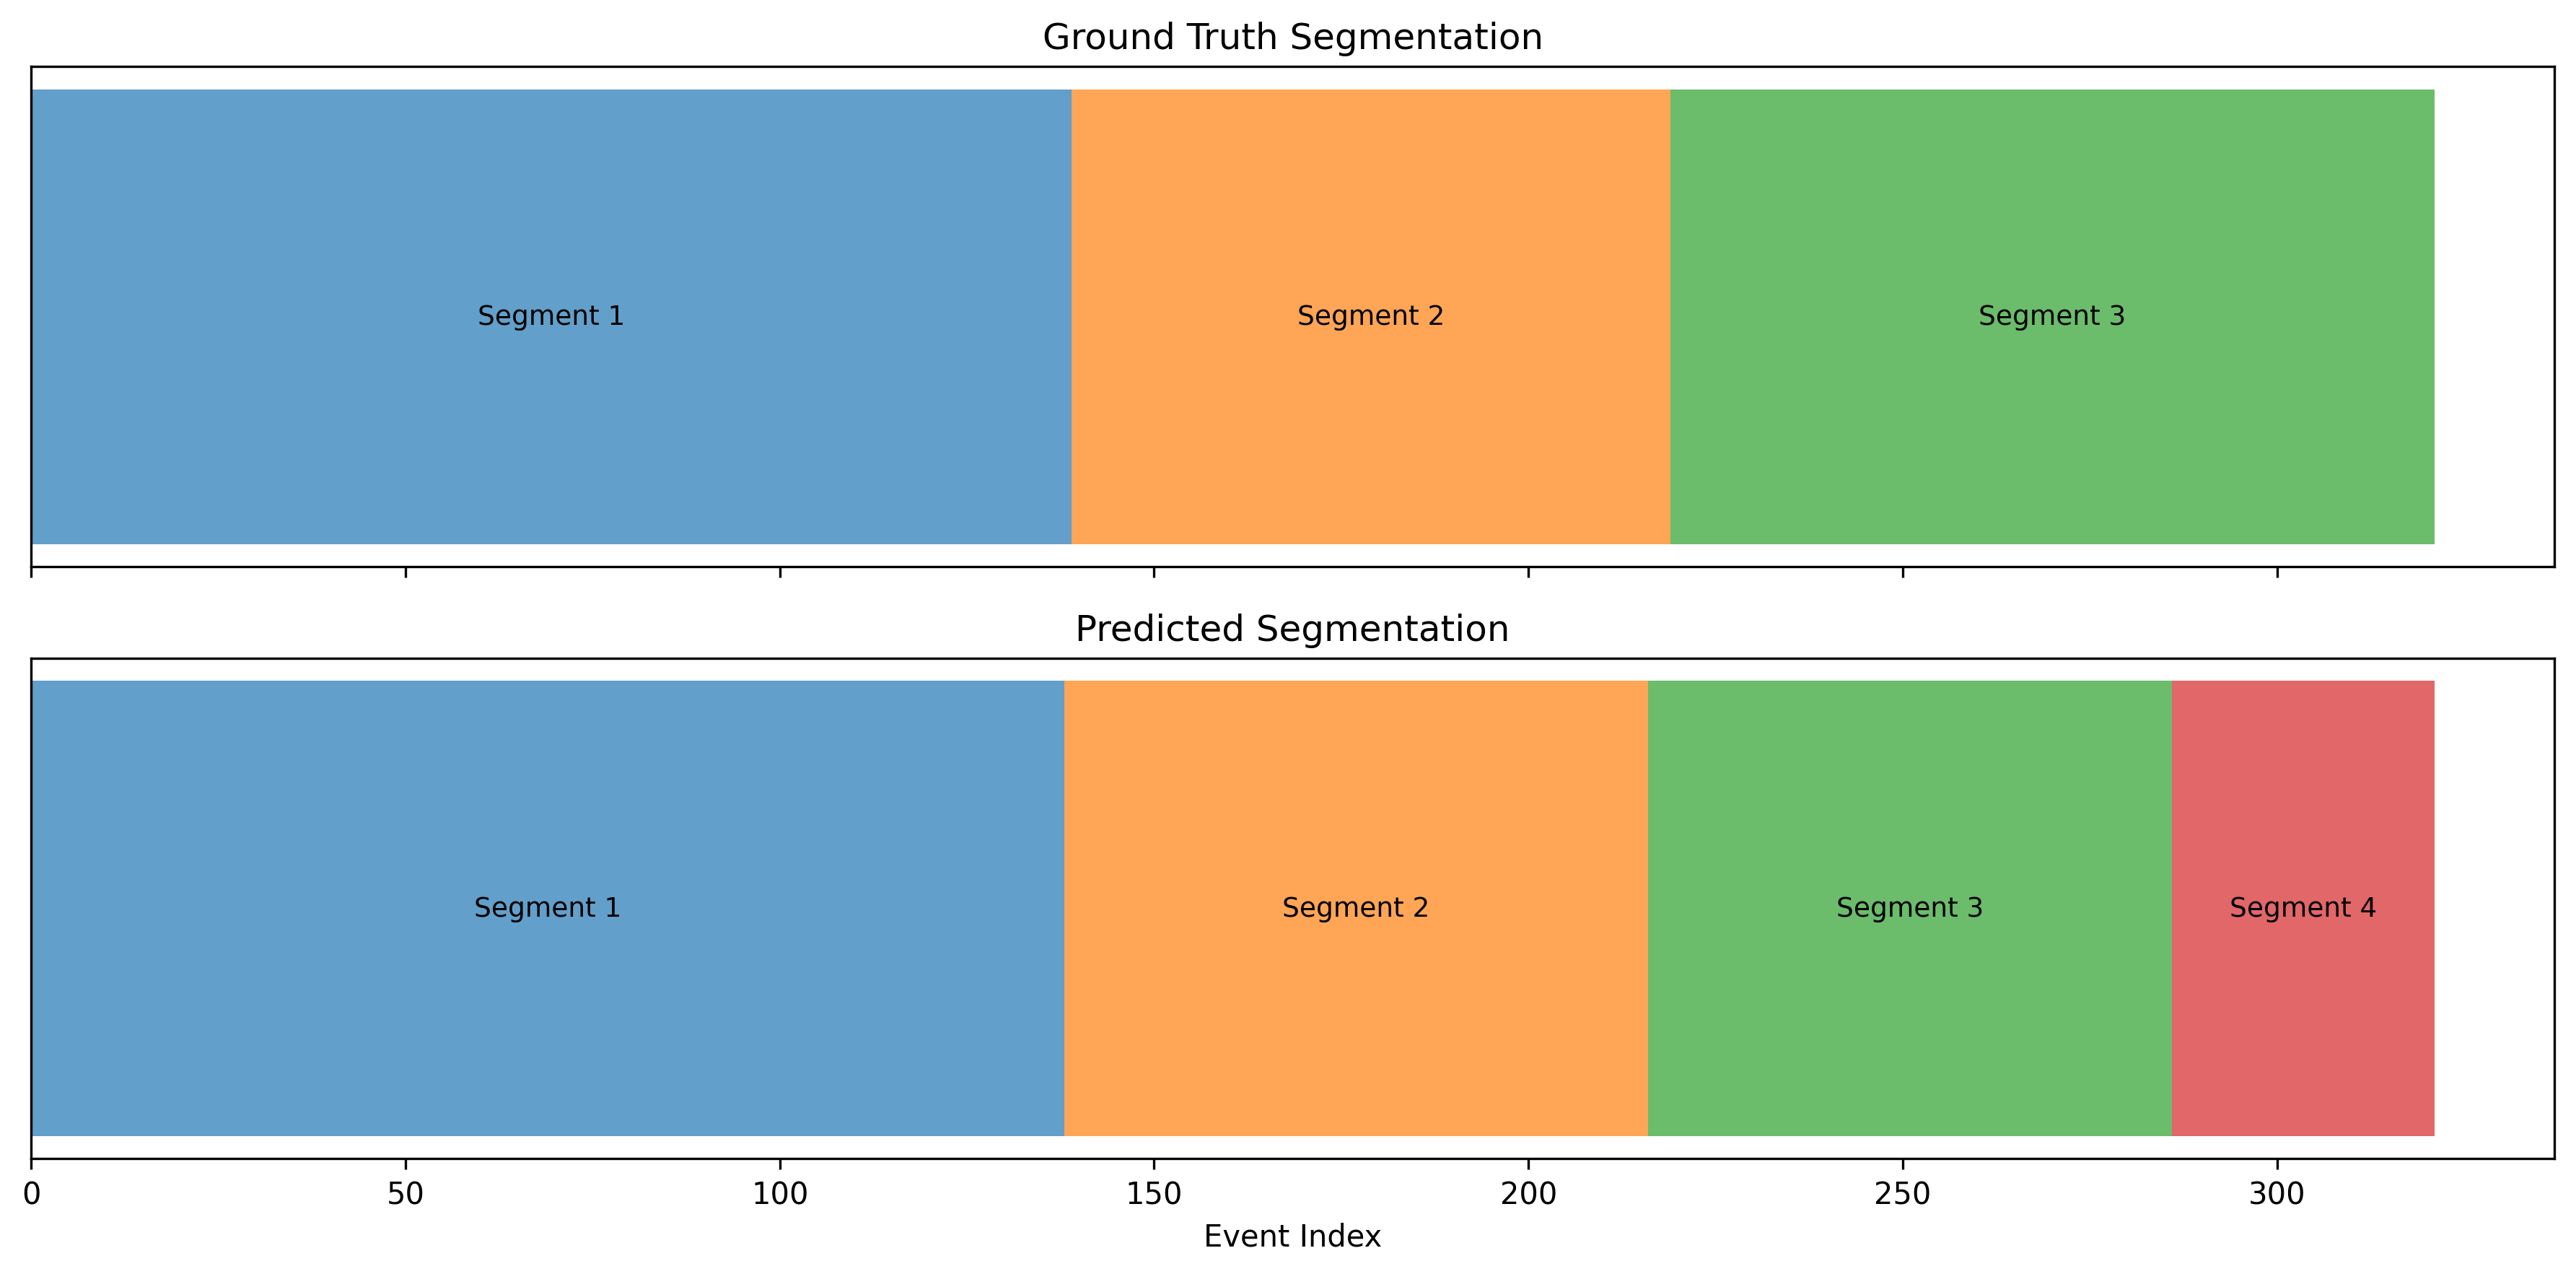 Ground Truth Segmentation
Segment 1 Segment 2 Segment 3
Predicted Segmentation
Segment 1 Segment 2 Segment 3 Segment 4
0 50 100 150 200 250 300
Event Index